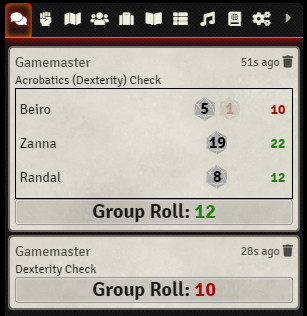 Gamemaster 51s ago
Acrobatics (Dexterity) Check
Beiro 5 1 10
Zanna 19 22
Randal 8 12
Group Roll: 12
Gamemaster 28s ago
Dexterity Check
Group Roll: 10